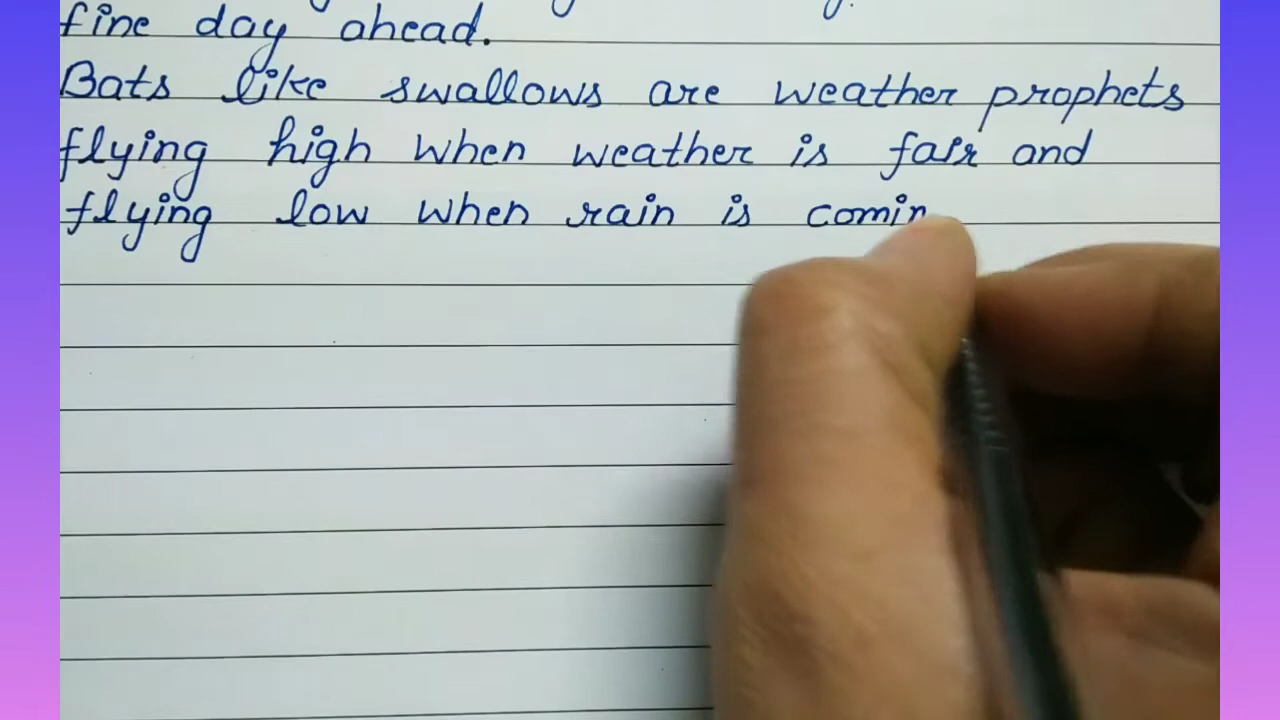 fine day ahead.
Bats like swallows are weather prophets
flying high when weather is fair and
flying low when rain is comin